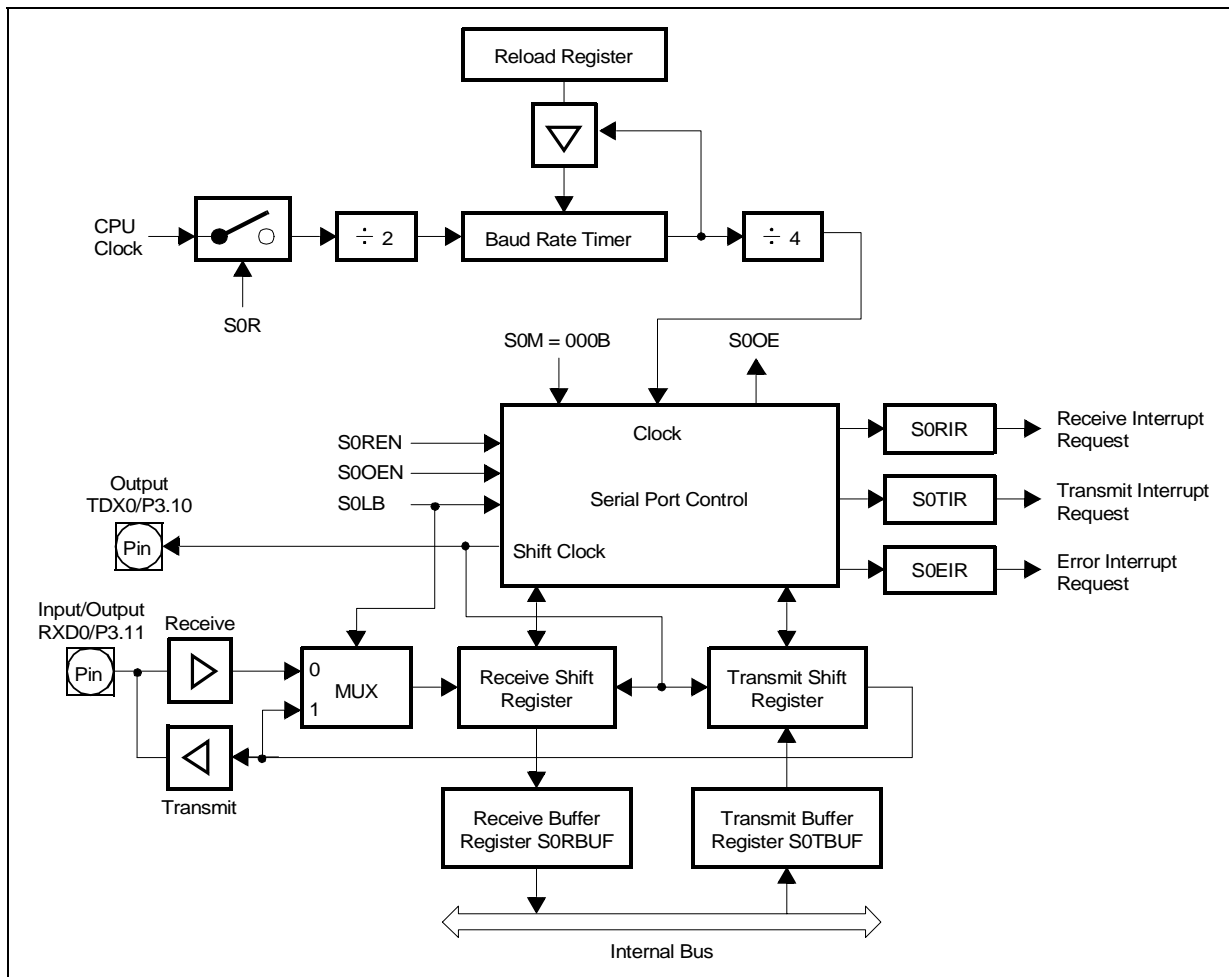 Reload Register
CPU
Clock
÷ 2
Baud Rate Timer
÷ 4
S0R
S0M = 000B
S0OE
Clock
S0REN
S0OEN
S0LB
Serial Port Control
Shift Clock
S0RIR
Receive Interrupt
Request
S0TIR
Transmit Interrupt
Request
S0EIR
Error Interrupt
Request
Output
TDX0/P3.10
Pin
Input/Output
RXD0/P3.11
Pin
Receive
0
MUX
1
Receive Shift
Register
Transmit Shift
Register
Transmit
Receive Buffer
Register S0RBUF
Transmit Buffer
Register S0TBUF
Internal Bus